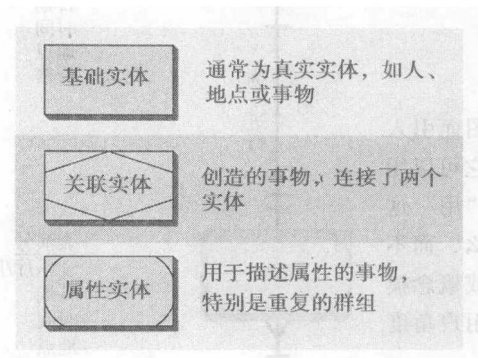 基础实体
通常为真实实体，如人、
地点或事物
关联实体
创造的事物，连接了两个
实体
属性实体
用于描述属性的事物，
特别是重复的群组